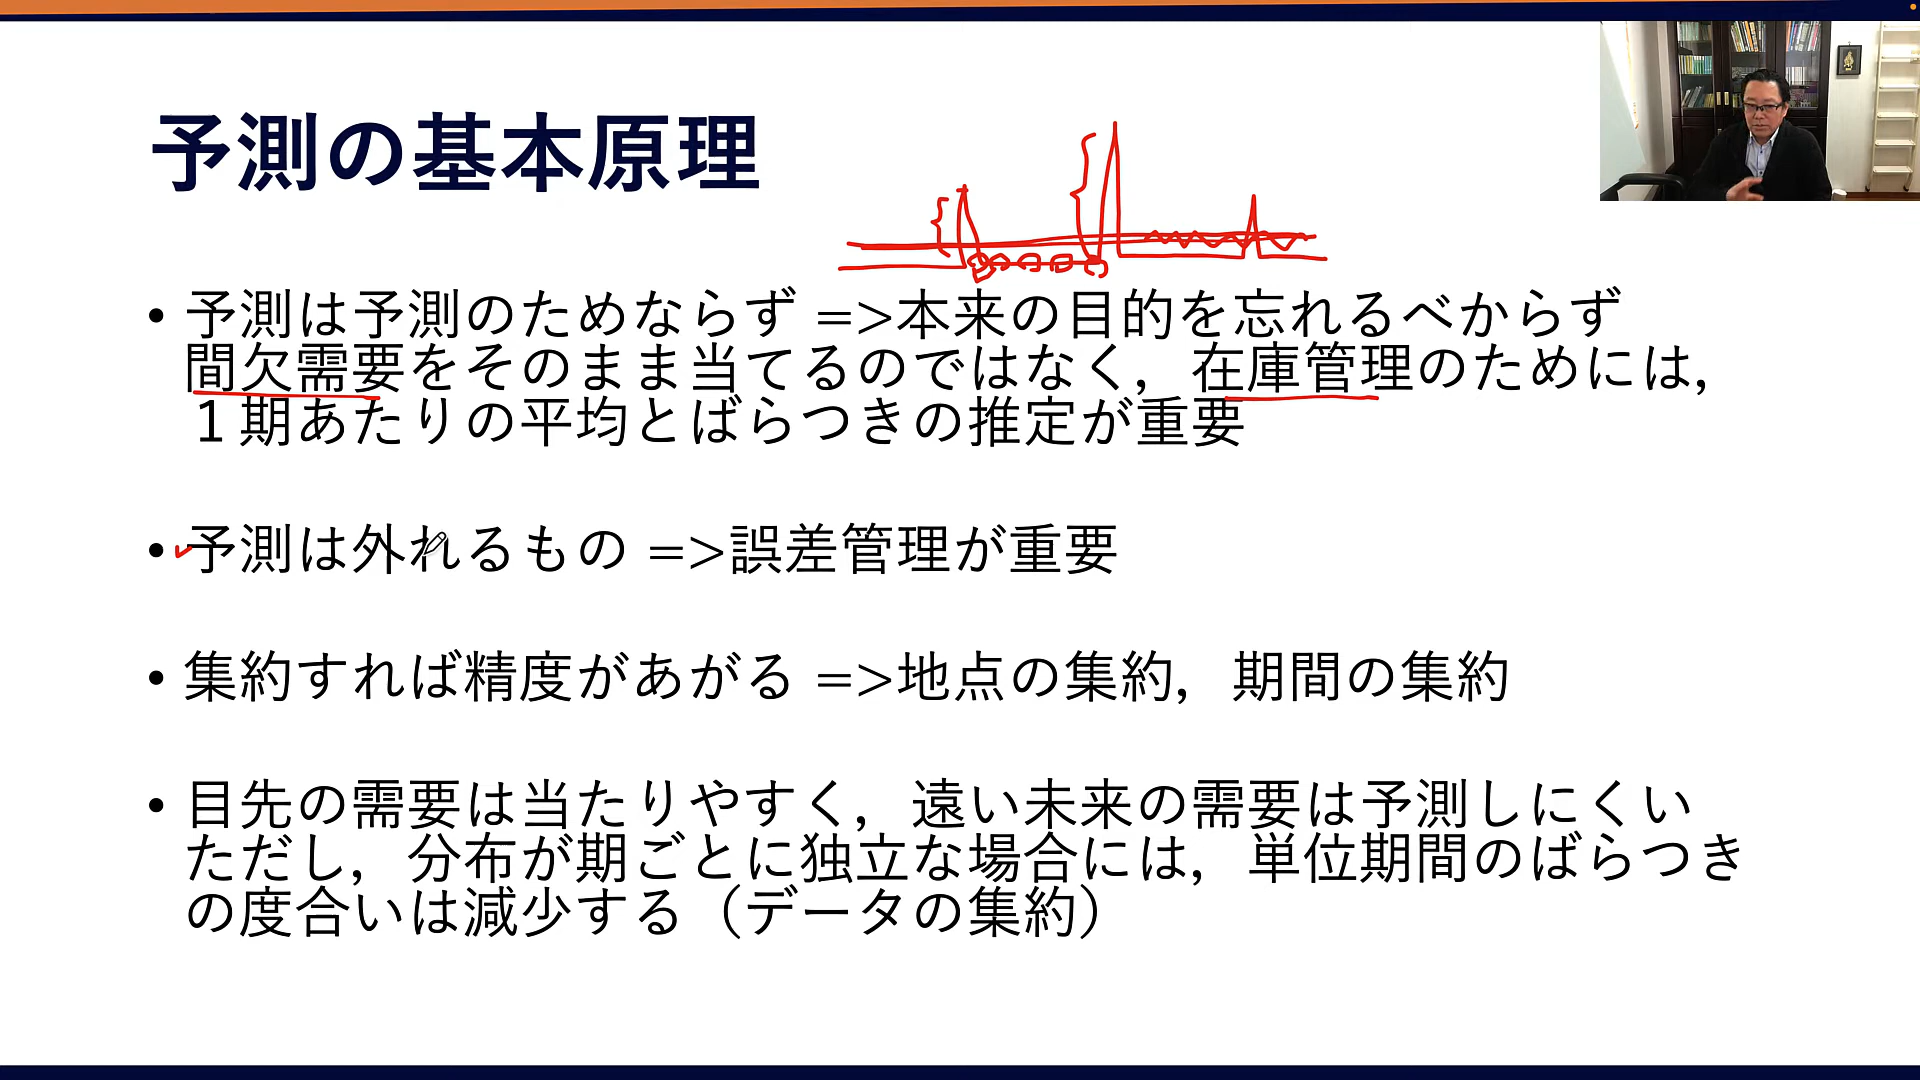 予測の基本原理
• 予測は予測のためならず =>本来の目的を忘れるべからず
間欠需要をそのまま当てるのではなく，在庫管理のためには，
１期あたりの平均とばらつきの推定が重要
• 予測は外れるもの =>誤差管理が重要
• 集約すれば精度があがる =>地点の集約，期間の集約
• 目先の需要は当たりやすく，遠い未来の需要は予測しにくい
ただし，分布が期ごとに独立な場合には，単位期間のばらつき
の度合いは減少する（データの集約）